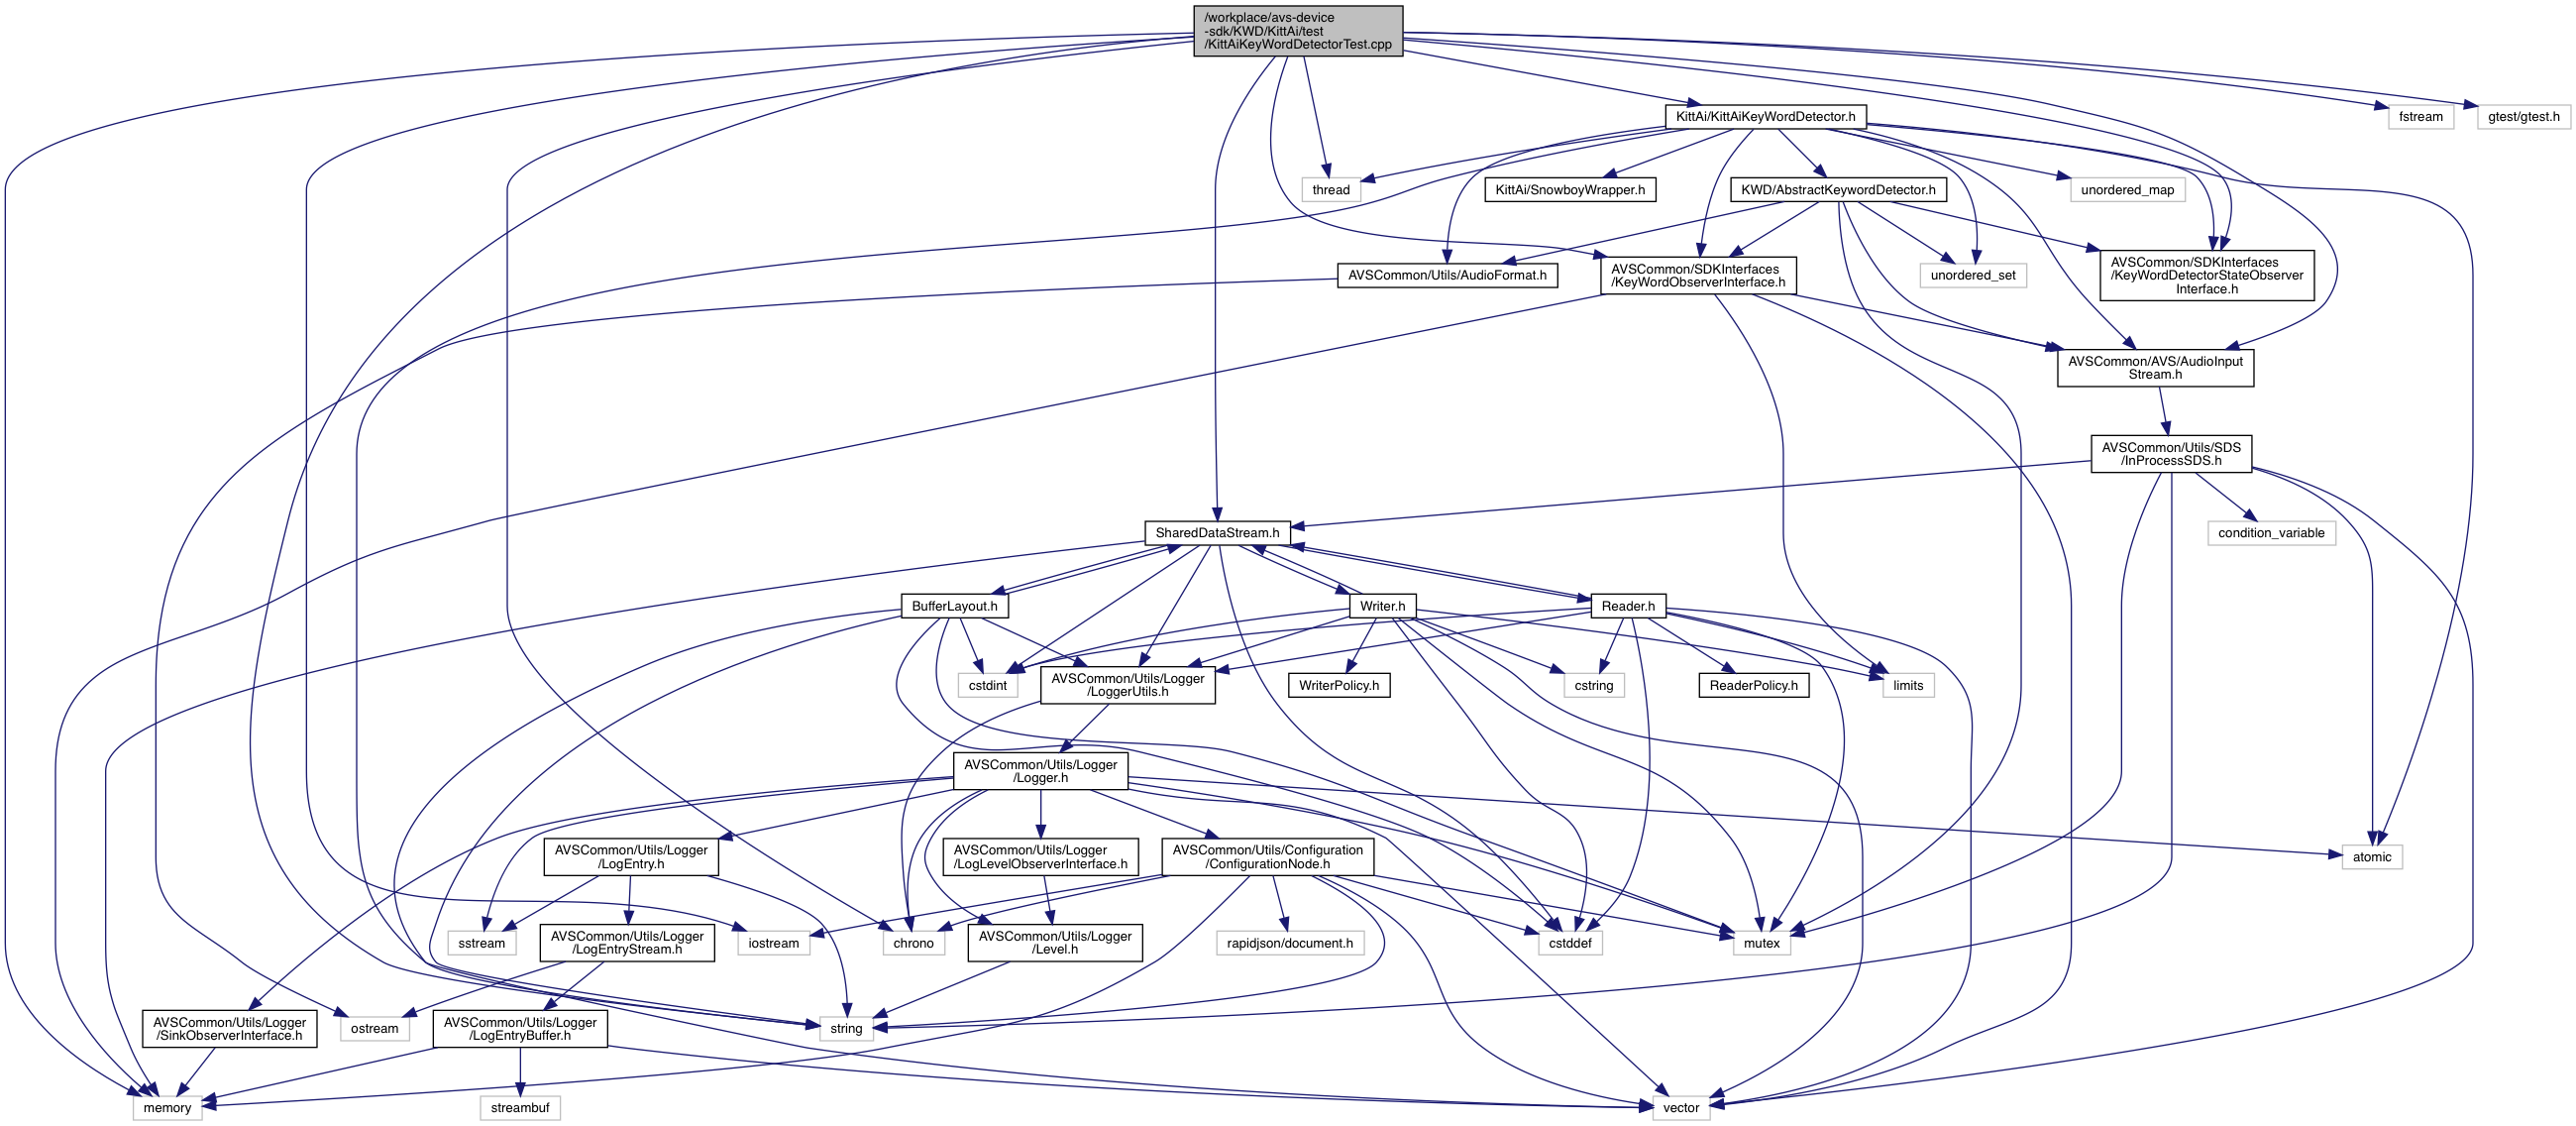 /workplace/avs-device
-sdk/KWD/KittAi/test
/KittAiKeyWordDetectorTest.cpp
KittAi/KittAiKeyWordDetector.h
fstream
gtest/gtest.h
thread
KittAi/SnowboyWrapper.h
KWD/AbstractKeywordDetector.h
unordered_map
AVSCommon/Utils/AudioFormat.h
AVSCommon/SDKInterfaces
/KeyWordObserverInterface.h
unordered_set
AVSCommon/SDKInterfaces
/KeyWordDetectorStateObserver
Interface.h
AVSCommon/AVS/AudioInput
Stream.h
AVSCommon/Utils/SDS
/InProcessSDS.h
SharedDataStream.h
condition_variable
BufferLayout.h
Writer.h
Reader.h
cstdint
AVSCommon/Utils/Logger
/LoggerUtils.h
WriterPolicy.h
cstring
ReaderPolicy.h
limits
AVSCommon/Utils/Logger
/Logger.h
AVSCommon/Utils/Logger
/LogEntry.h
AVSCommon/Utils/Logger
/LogLevelObserverInterface.h
AVSCommon/Utils/Configuration
/ConfigurationNode.h
atomic
sstream
AVSCommon/Utils/Logger
/LogEntryStream.h
iostream
chrono
AVSCommon/Utils/Logger
/Level.h
rapidjson/document.h
cstddef
mutex
AVSCommon/Utils/Logger
/SinkObserverInterface.h
ostream
AVSCommon/Utils/Logger
/LogEntryBuffer.h
string
memory
streambuf
vector